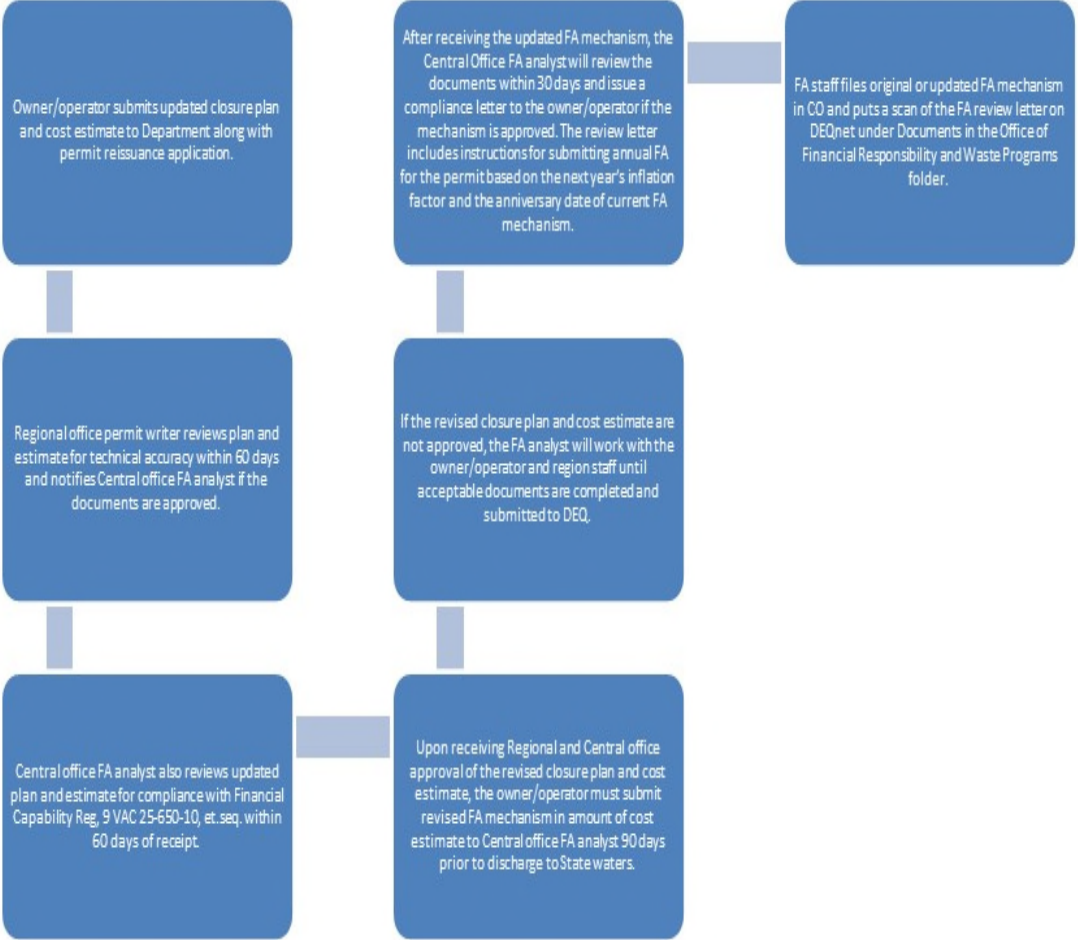 Owner/operator submits updated closure plan
and cost estimate to Department along with
permit reissuance application.
Regional office permit writer reviews plan and
estimate for technical accuracy within 60 days
and notifies Central office FA analyst if the
documents are approved.
Central office FA analyst also reviews updated
plan and estimate for compliance with Financial
Capability Reg, 9 VAC 25-650-10, et.seq. within
60 days of receipt.
Upon receiving Regional and Central office
approval of the revised closure plan and cost
estimate, the owner/operator must submit
revised FA mechanism in amount of cost
estimate to Central office FA analyst 90 days
prior to discharge to State waters.
If the revised closure plan and cost estimate are
not approved, the FA analyst will work with the
owner/operator and region staff until
acceptable documents are completed and
submitted to DEQ.
After receiving the updated FA mechanism, the
Central Office FA analyst will review the
documents within 30 days and issue a
compliance letter to the owner/operator if the
mechanism is approved. The review letter
includes instructions for submitting annual FA
for the permit based on the next year's inflation
factor and the anniversary date of current FA
mechanism.
FA staff files original or updated FA mechanism
in CO and puts a scan of the FA review letter on
DEQnet under Documents in the Office of
Financial Responsibility and Waste Programs
folder.